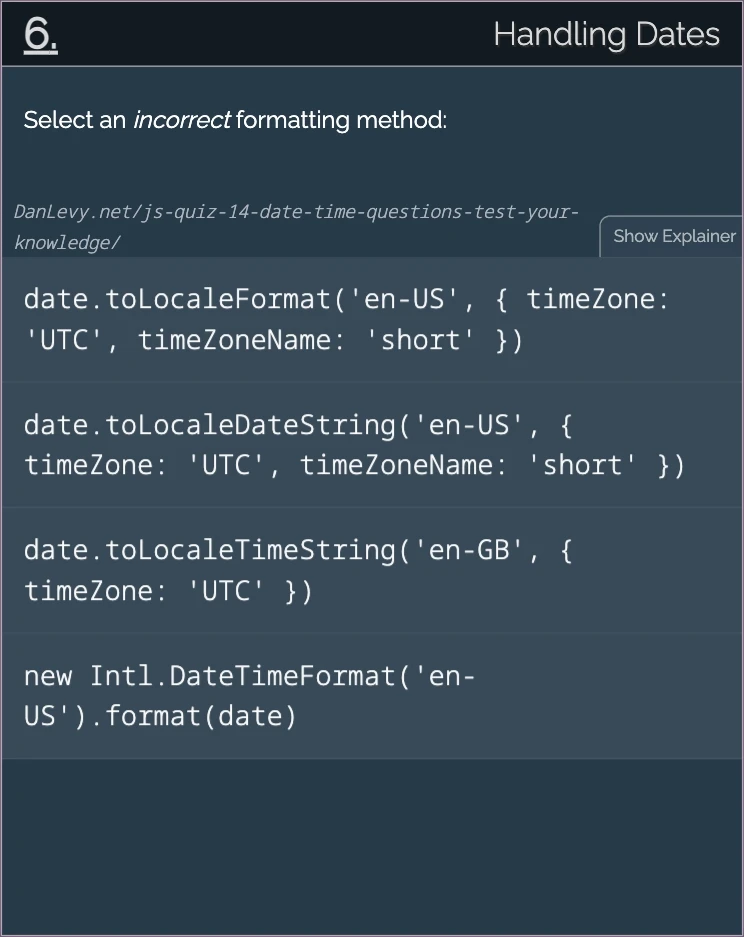 6.
Handling Dates
Select an incorrect formatting method:
DanLevy.net/js-quiz-14-date-time-questions-test-your-
knowledge/
Show Explainer
date.toLocaleFormat('en-US', { timeZone:
'UTC', timeZoneName: 'short' })
date.toLocaleDateString('en-US', {
timeZone: 'UTC', timeZoneName: 'short' })
date.toLocaleTimeString('en-GB', {
timeZone: 'UTC' })
new Intl.DateTimeFormat('en-
US').format(date)